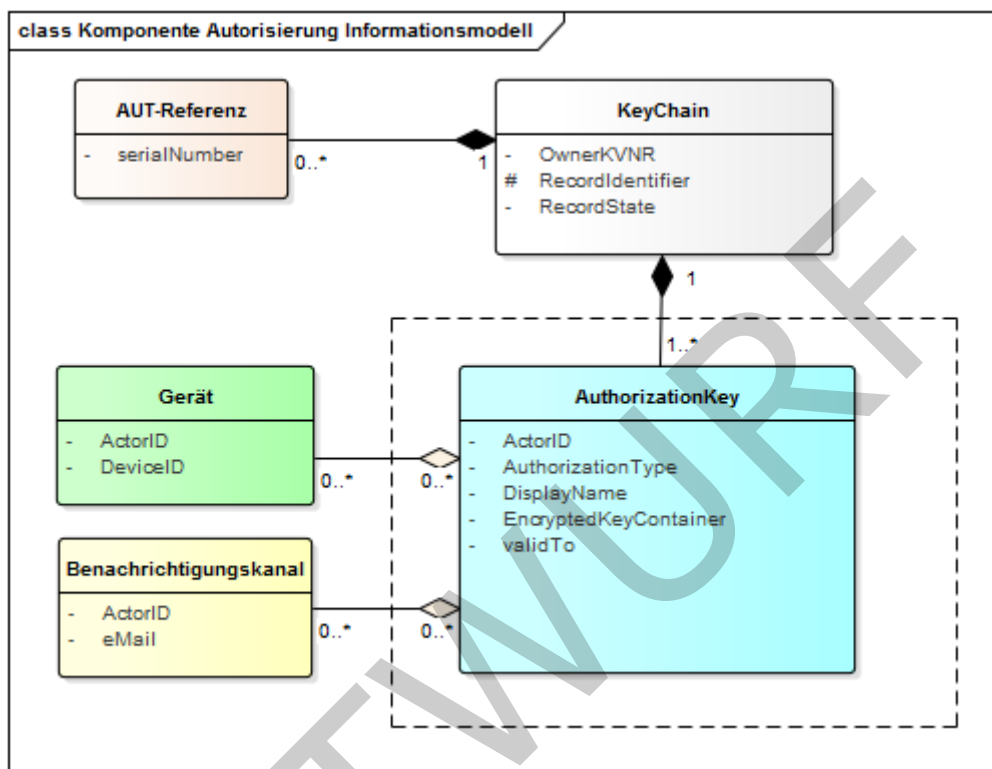 class Komponente Autorisierung Informationsmodell
AUT-Referenz
- serialNumber
0..*
1
KeyChain
- OwnerKVNR
# RecordIdentifier
- RecordState
1
1..*
Gerät
- ActorID
- DeviceID
0..*
0..*
AuthorizationKey
- ActorID
- AuthorizationType
- DisplayName
- EncryptedKeyContainer
- validTo
Benachrichtigungskanal
- ActorID
- eMail
0..*
0..*
TWURF